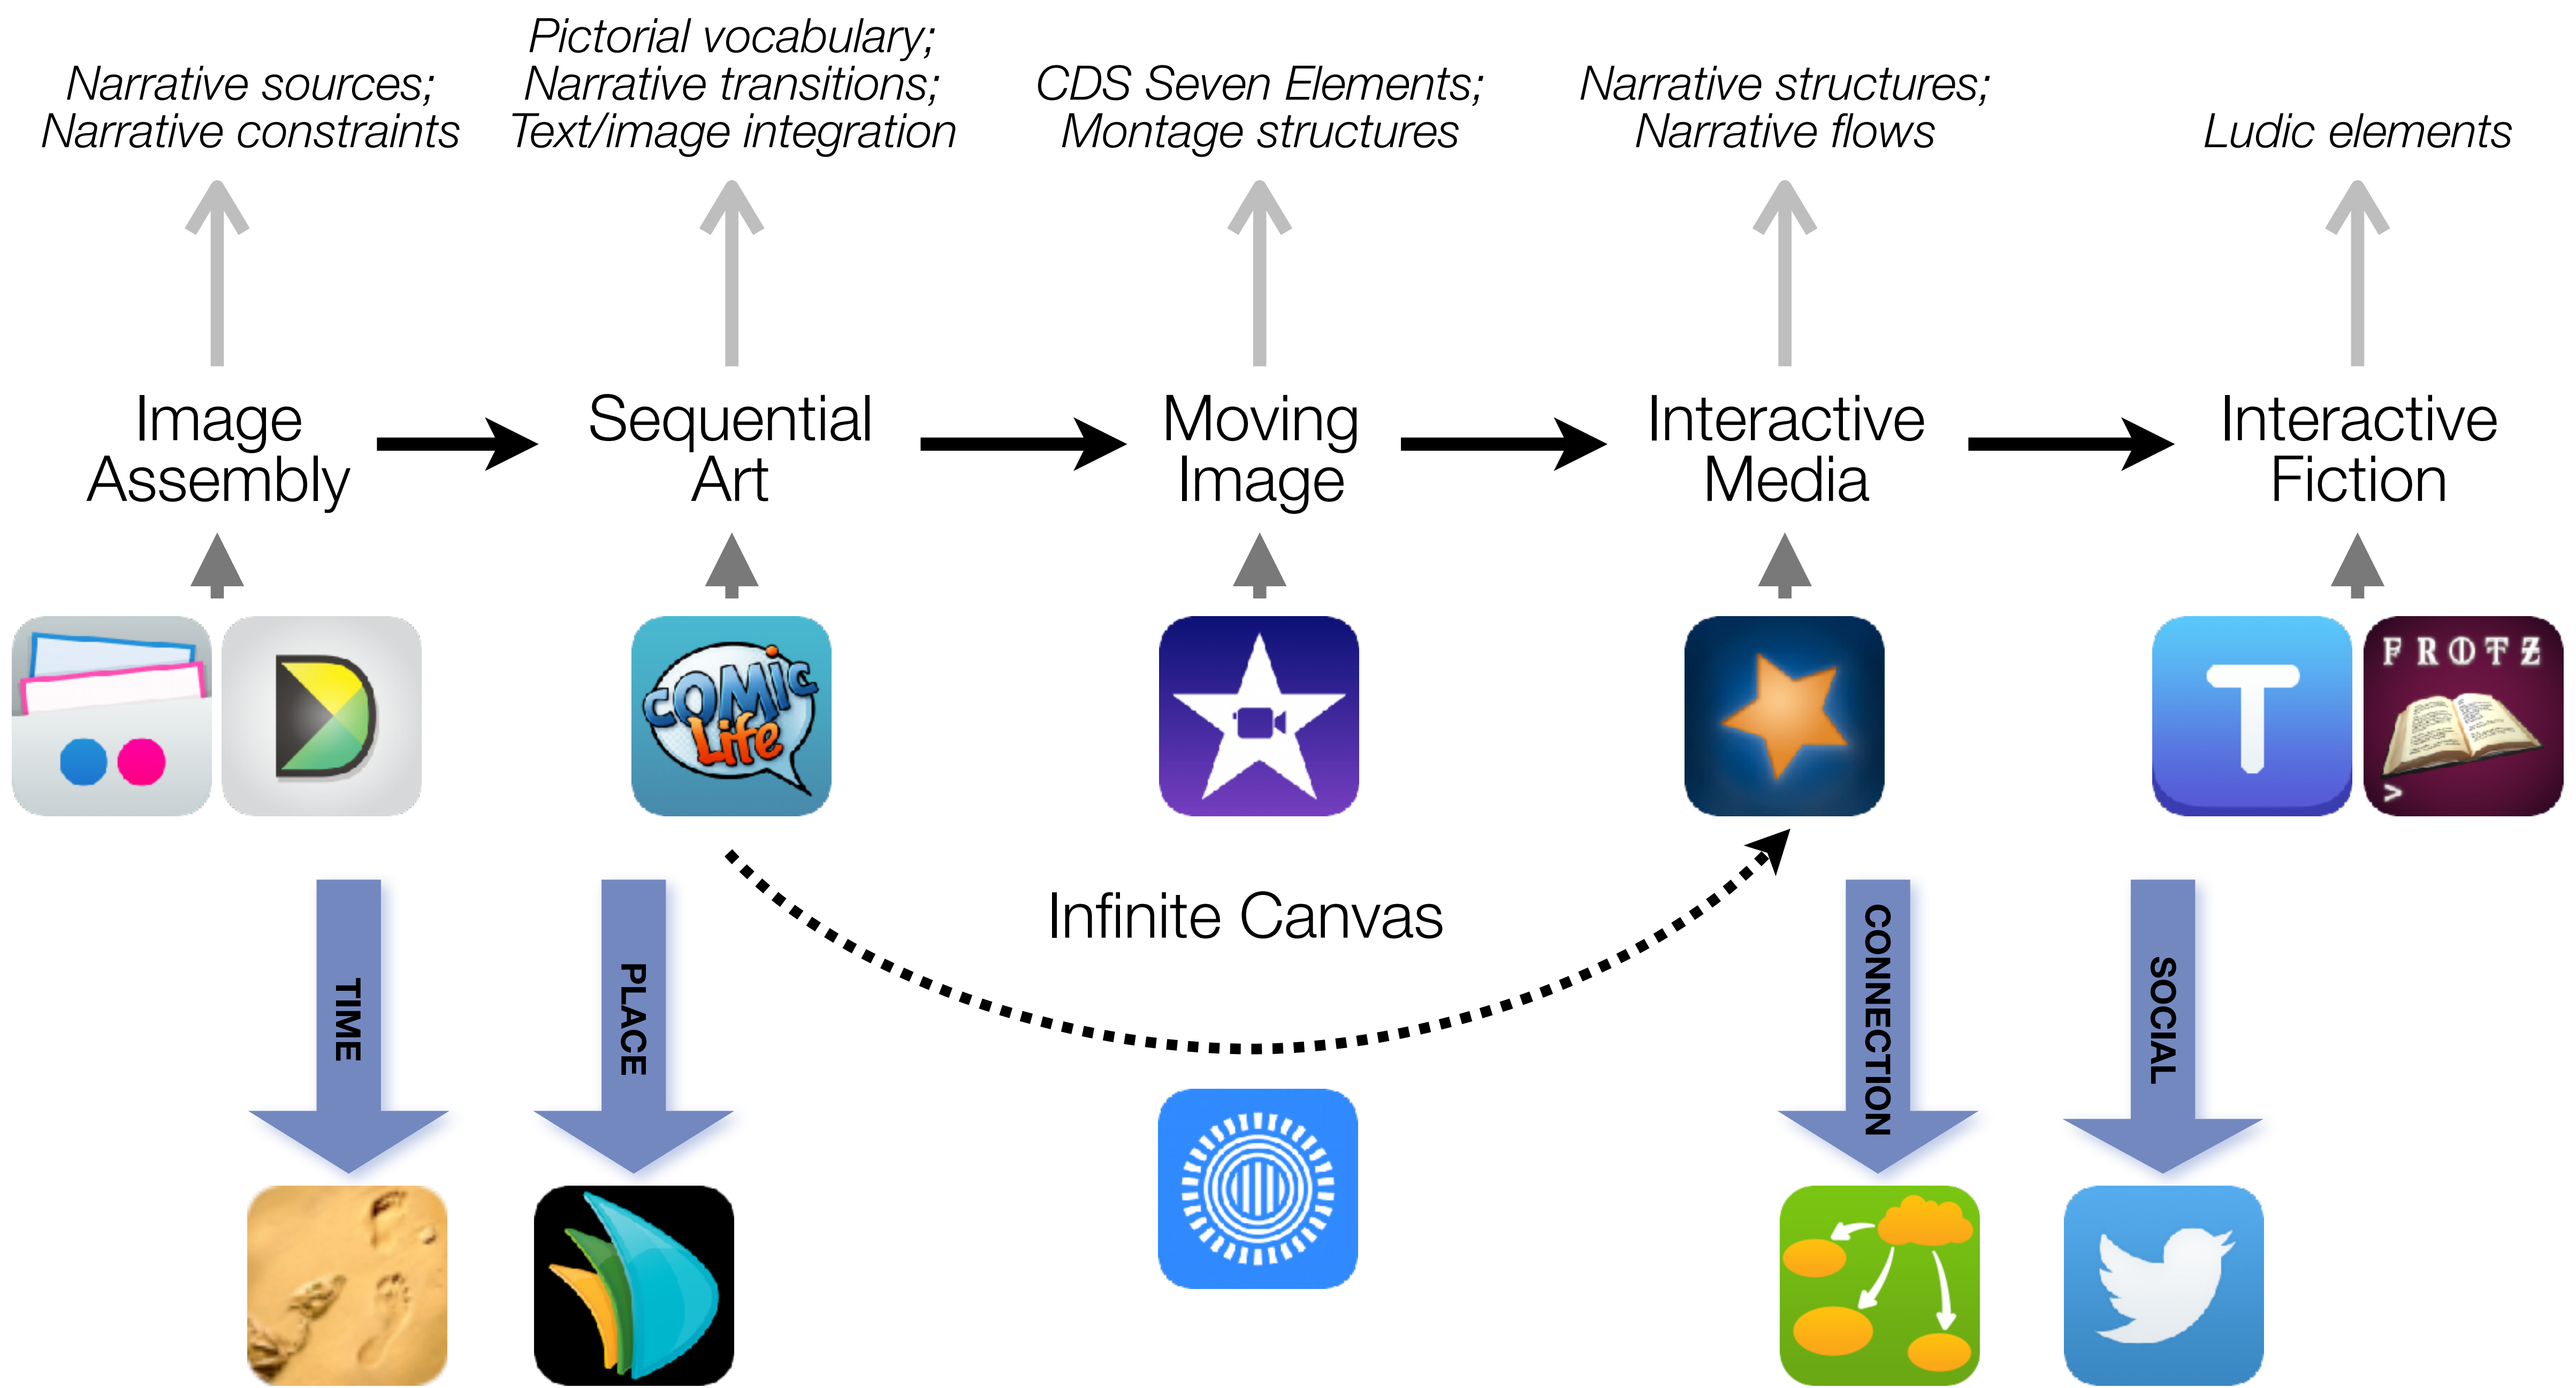 Narrative sources;
Narrative constraints
Pictorial vocabulary;
Narrative transitions;
Text/image integration
CDS Seven Elements;
Montage structures
Narrative structures;
Narrative flows
Ludic elements
Image
Assembly
Sequential
Art
Moving
Image
Interactive
Media
Interactive
Fiction
D
COMIC
Life
T
FROTZ
>
Infinite Canvas
TIME
PLACE
CONNECTION
SOCIAL